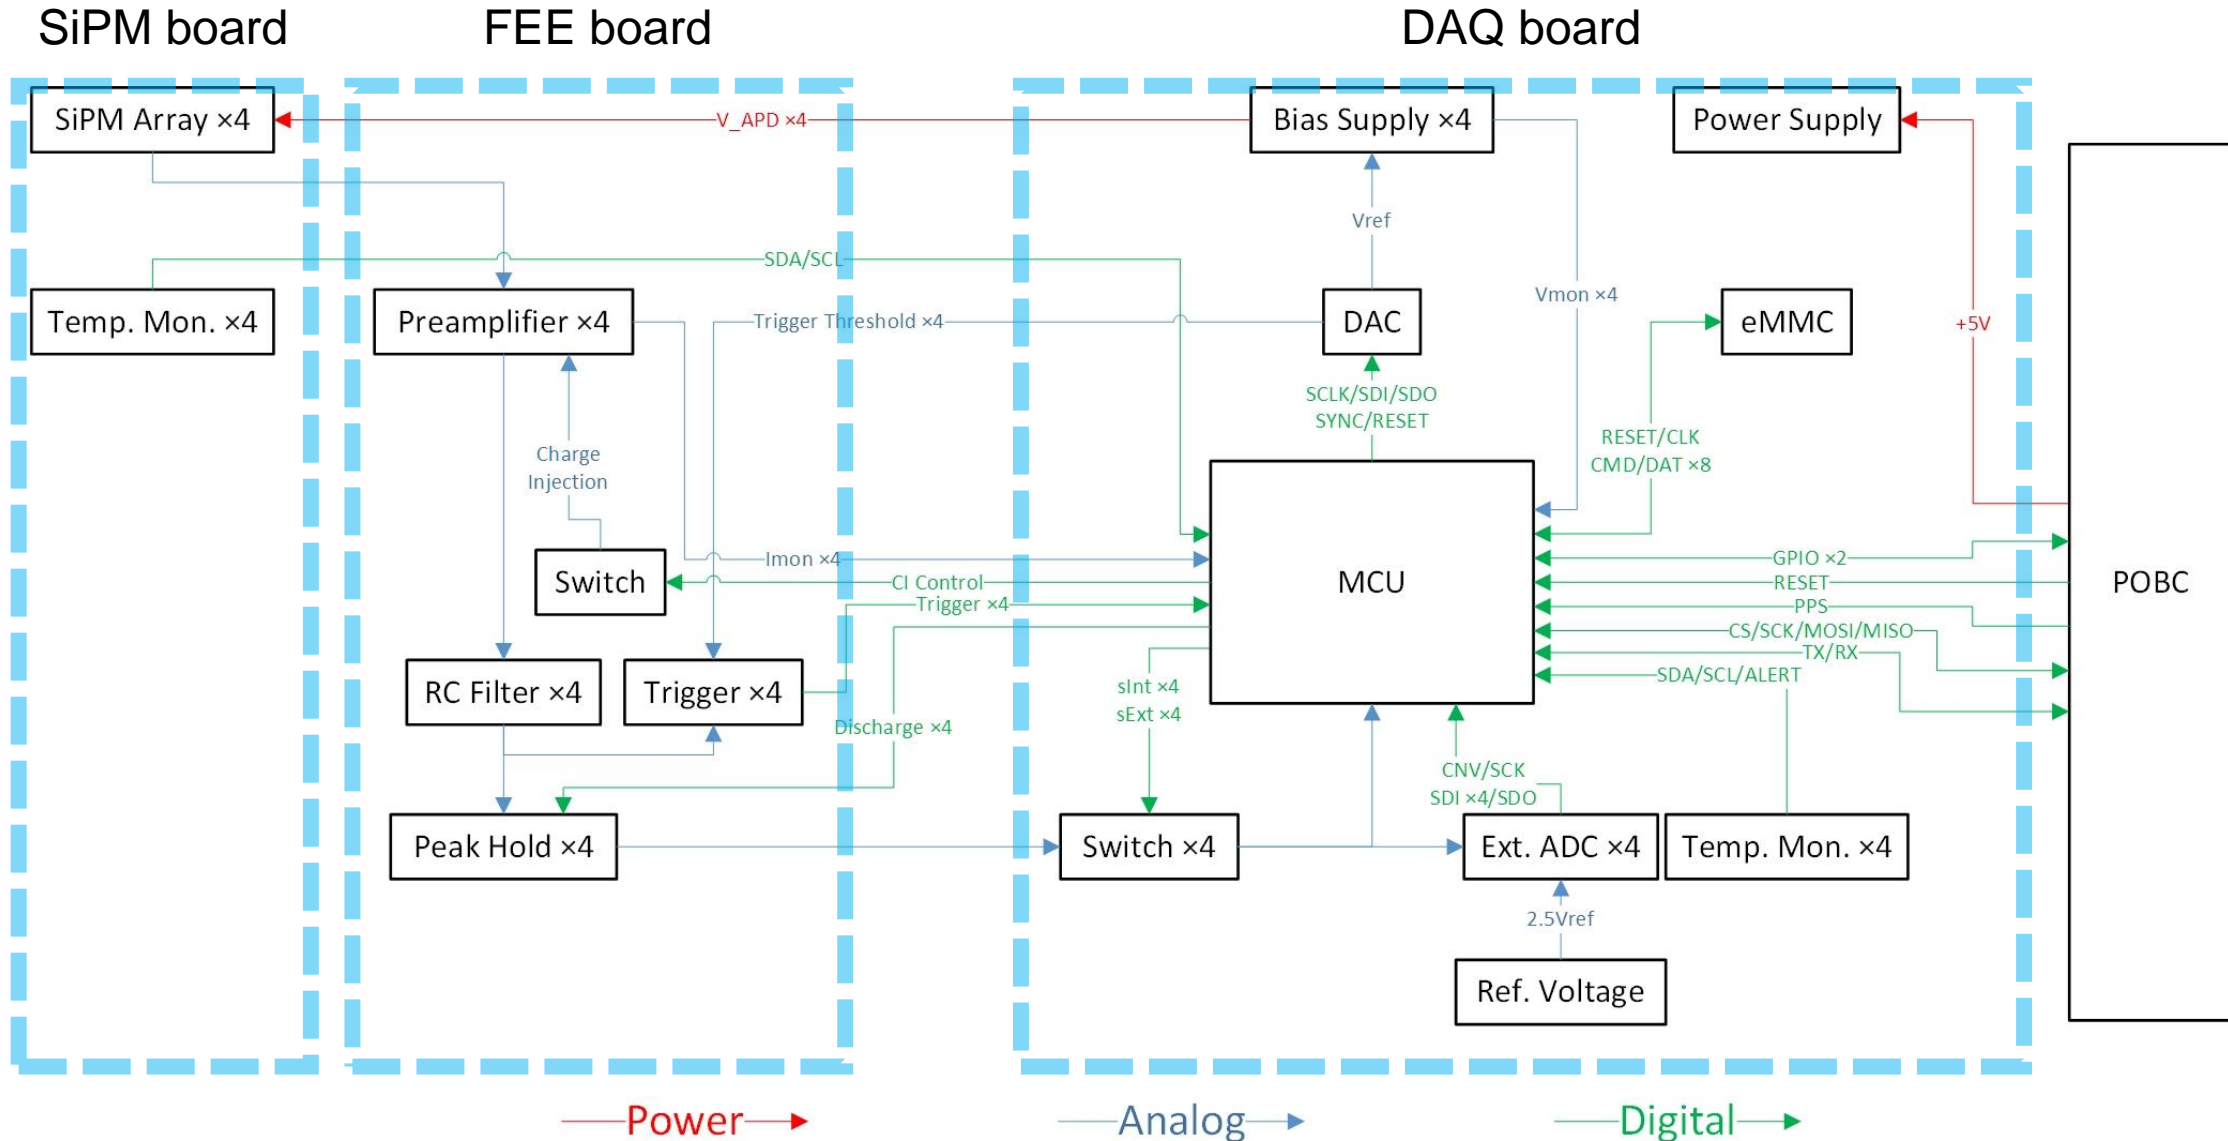 SiPM board
FEE board
DAQ board
SiPM Array ×4
V_APD ×4
Bias Supply ×4
Power Supply
Vref
SDA/SCL
Vmon ×4
Temp. Mon. ×4
Preamplifier ×4
Trigger Threshold ×4
DAC
eMMC
+5V
SCLK/SDI/SDO
SYNC/RESET
RESET/CLK
CMD/DAT ×8
Charge
Injection
Switch
Imon ×4
CI Control
Trigger ×4
MCU
GPIO ×2
RESET
PPS
CS/SCK/MOSI/MISO
TX/RX
SDA/SCL/ALERT
POBC
RC Filter ×4
Trigger ×4
sInt ×4
sExt ×4
Discharge ×4
CNV/SCK
SDI ×4/SDO
Peak Hold ×4
Switch ×4
Ext. ADC ×4
Temp. Mon. ×4
2.5Vref
Ref. Voltage
Power
Analog
Digital